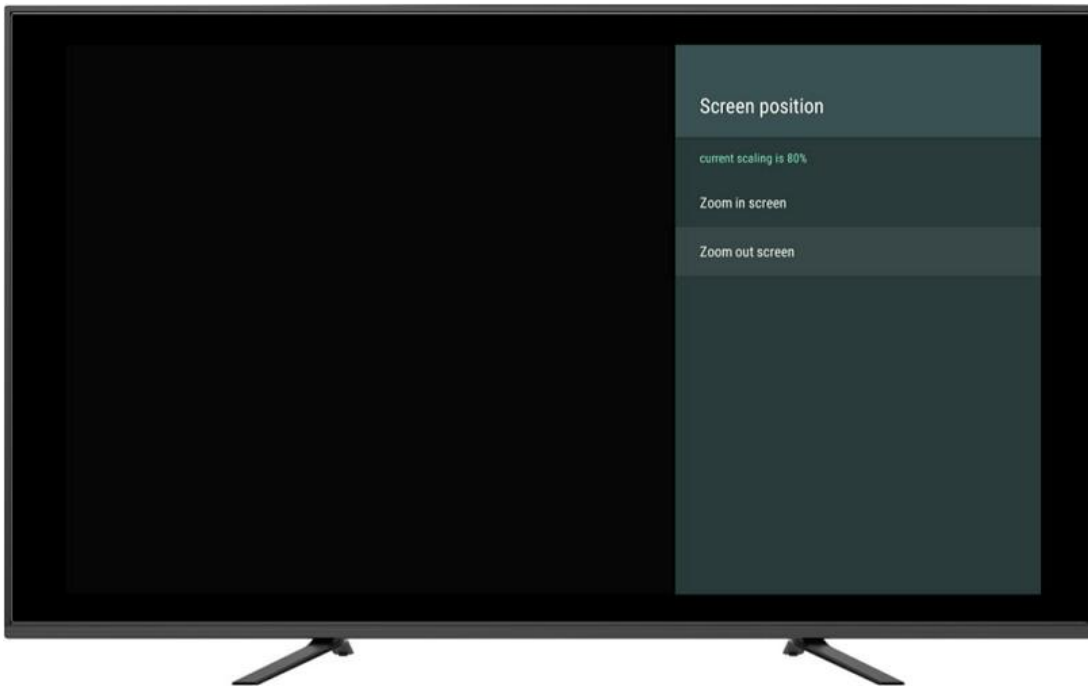 Screen position
current scaling is 80%
Zoom in screen
Zoom out screen